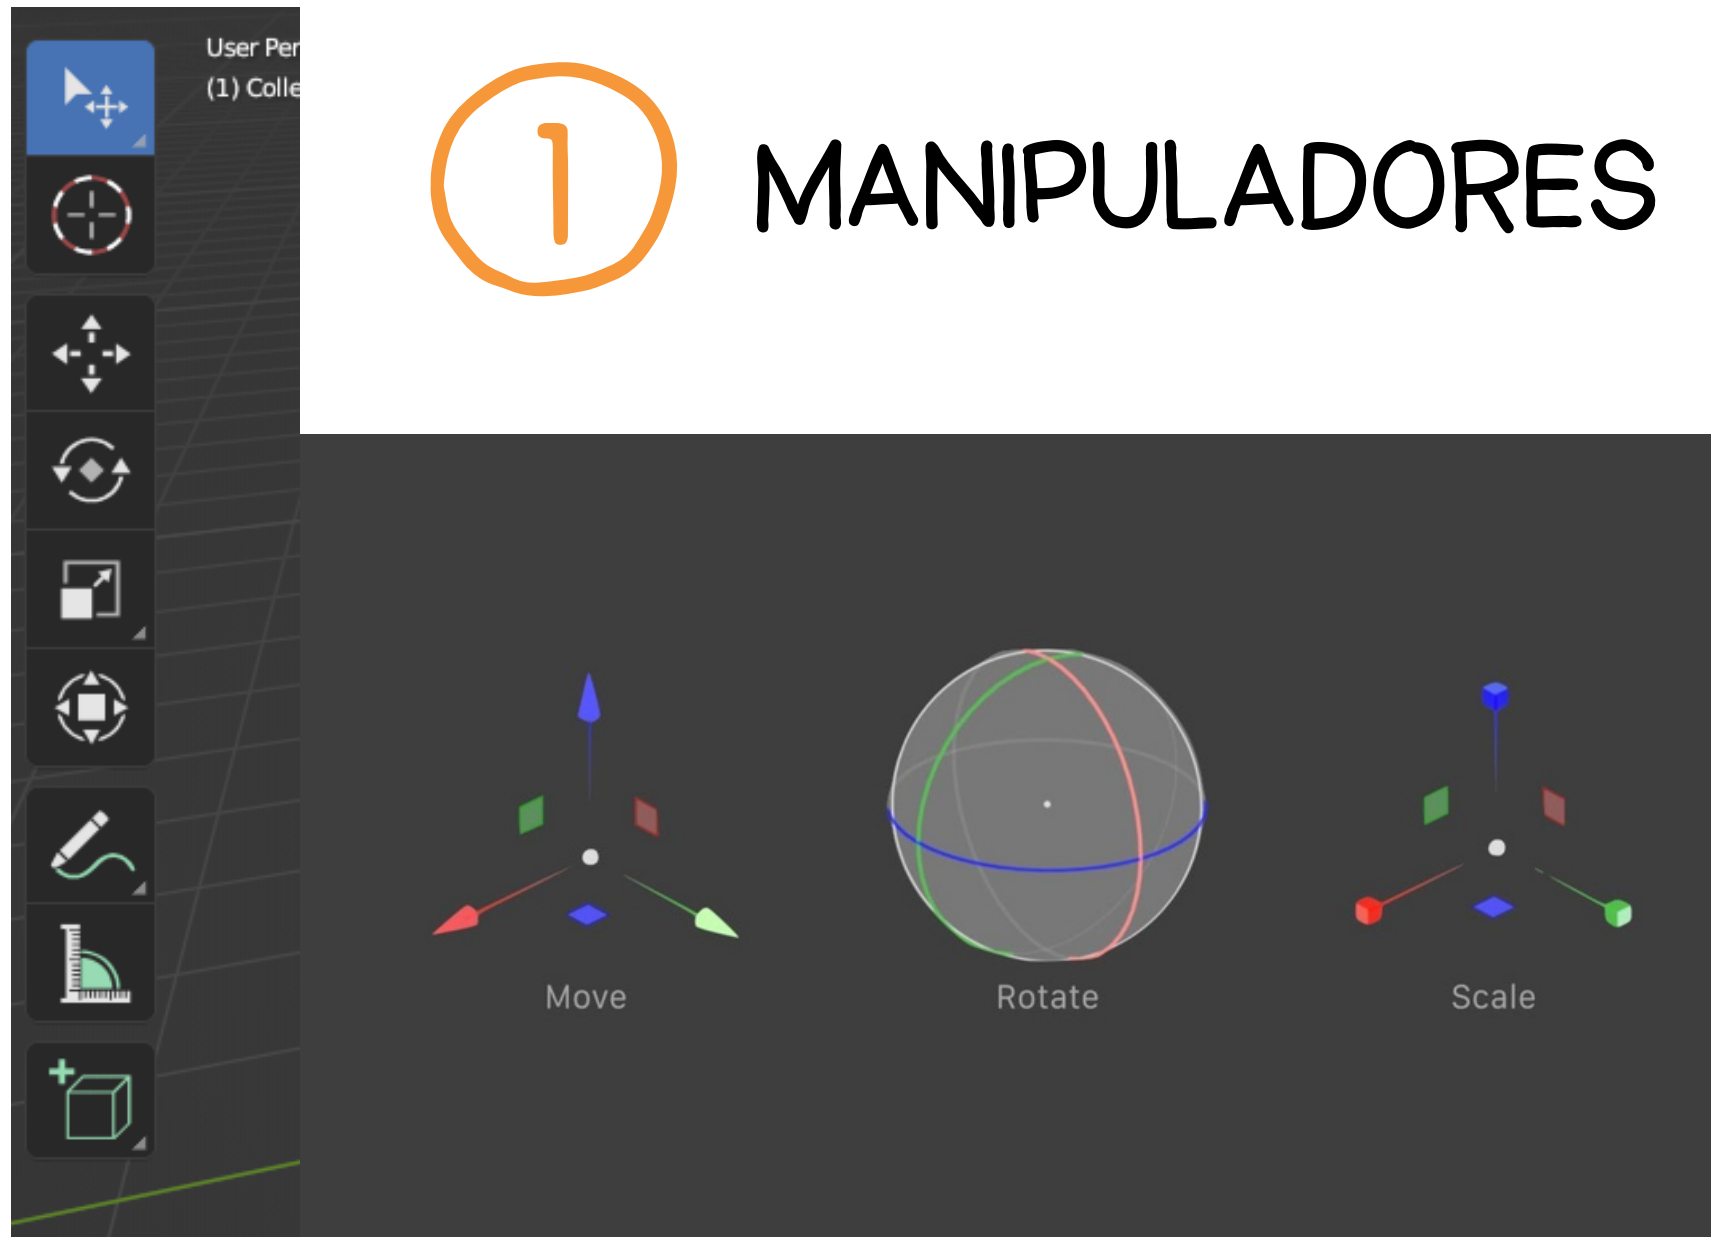 User Per
(1) Colle
1
MANIPULADORES
Move
Rotate
Scale